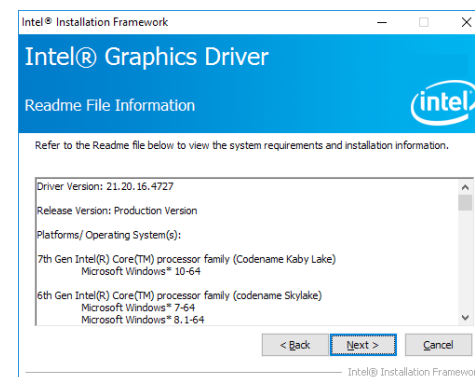 Intel® Installation Framework
Intel® Graphics Driver
Readme File Information
intel
Refer to the Readme file below to view the system requirements and installation information.
Driver Version: 21.20.16.4727
Release Version: Production Version
Platforms/ Operating System(s):
7th Gen Intel(R) Core(TM) processor family (Codename Kaby Lake)
Microsoft Windows* 10-64
6th Gen Intel(R) Core(TM) processor family (codename Skylake)
Microsoft Windows* 7-64
Microsoft Windows* 8.1-64
< Back Next > Cancel
Intel® Installation Framewor